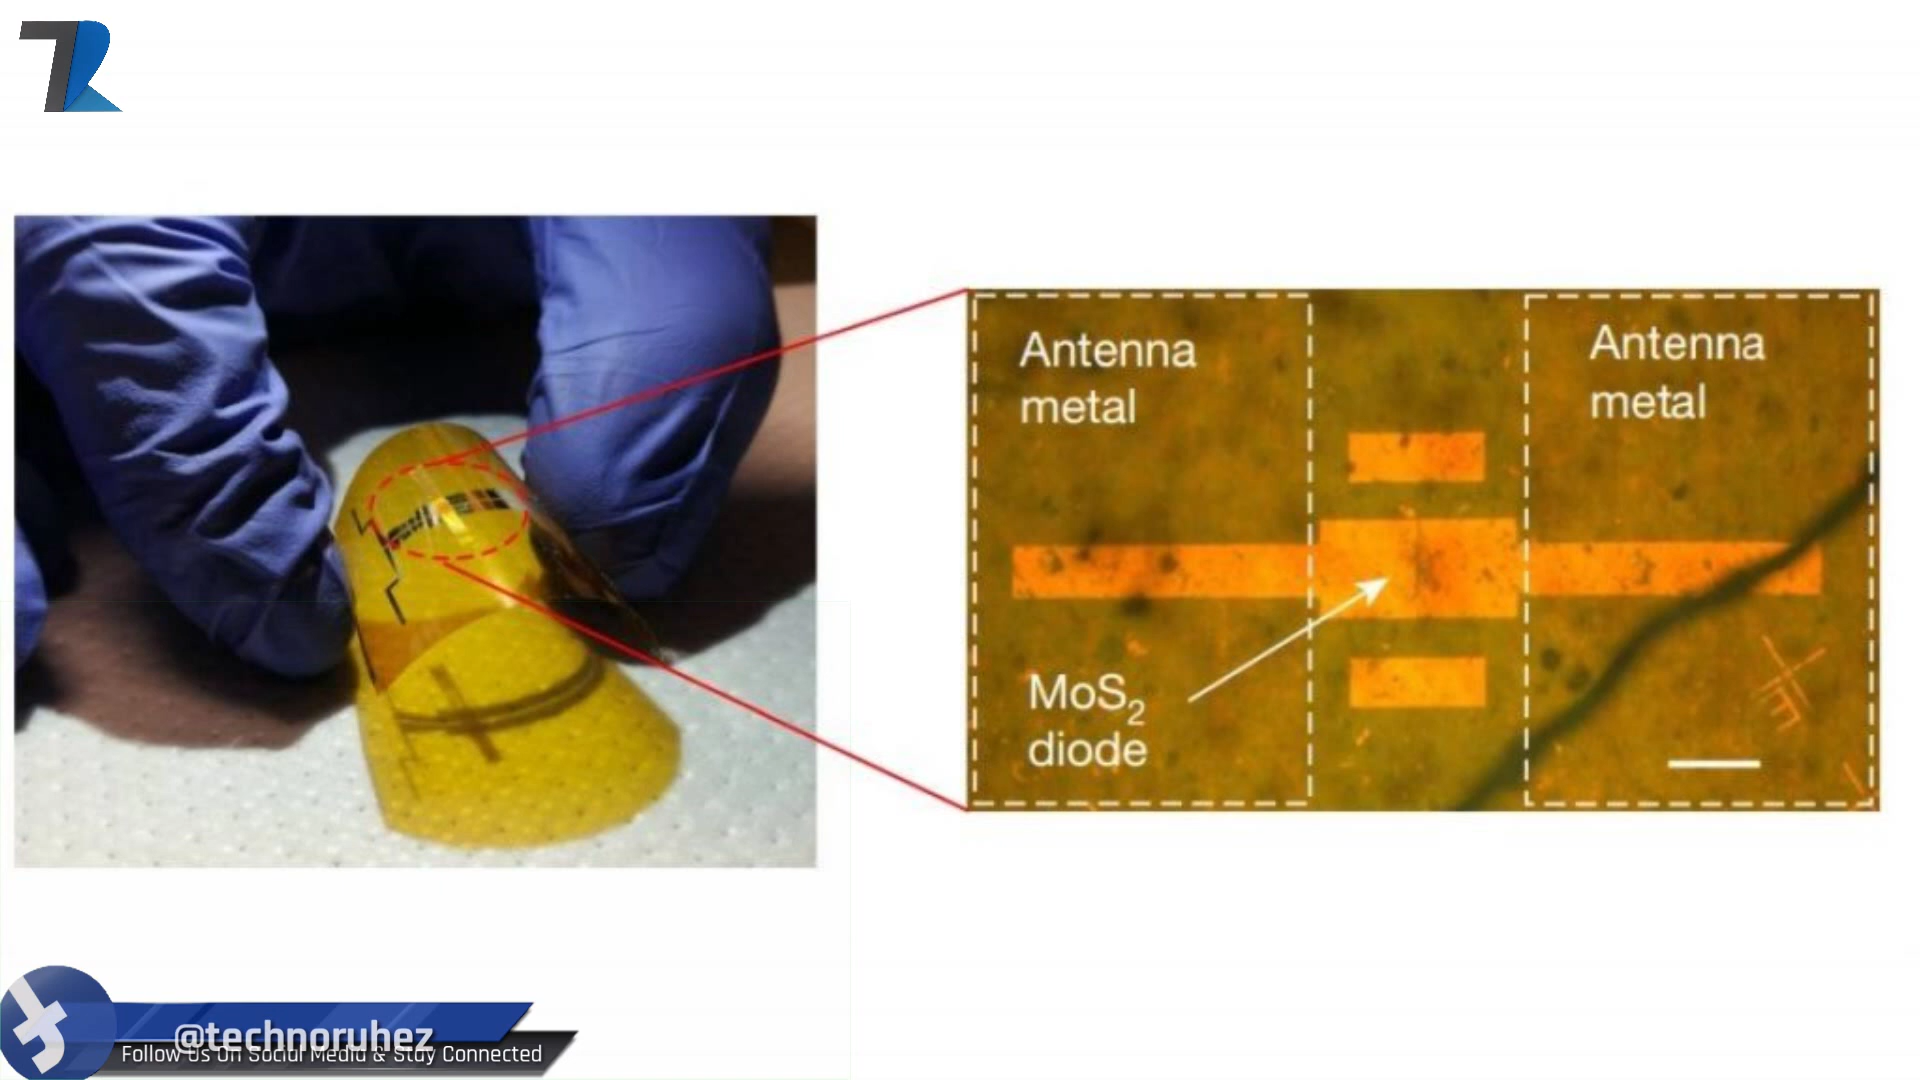 Antenna
metal
Antenna
metal
MoS₂
diode
@technoruhez
Follow Us On Social Media & Stay Connected